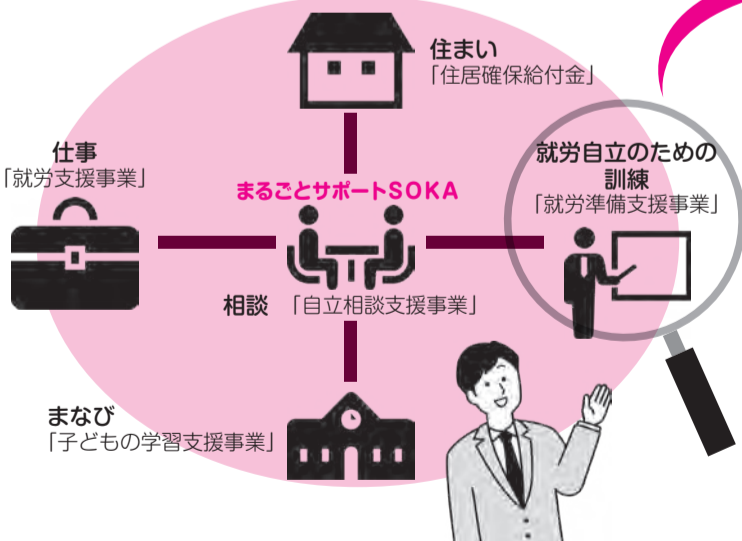 住まい
「住居確保給付金」
仕事
「就労支援事業」
就労自立のための
訓練
「就労準備支援事業」
まるごとサポートSOKA
相談 「自立相談支援事業」
まなび
「子どもの学習支援事業」